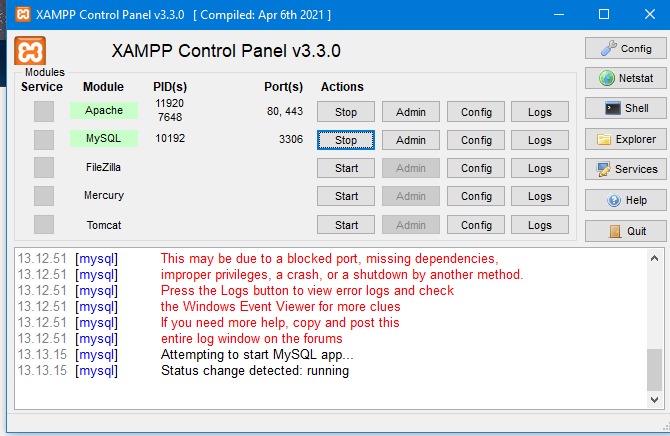 XAMPP Control Panel v3.3.0 [ Compiled: Apr 6th 2021 ]
XAMPP Control Panel v3.3.0
Config
Modules
Service Module PID(s) Port(s) Actions
Netstat
Apache 11920 7648 80, 443 Stop Admin Config Logs
Shell
MySQL 10192 3306 Stop Admin Config Logs
Explorer
FileZilla Start Admin Config Logs
Services
Mercury Start Admin Config Logs
Help
Tomcat Start Admin Config Logs
Quit
13.12.51 [mysql] This may be due to a blocked port, missing dependencies,
13.12.51 [mysql] improper privileges, a crash, or a shutdown by another method.
13.12.51 [mysql] Press the Logs button to view error logs and check
13.12.51 [mysql] the Windows Event Viewer for more clues
13.12.51 [mysql] If you need more help, copy and post this
13.12.51 [mysql] entire log window on the forums
13.13.15 [mysql] Attempting to start MySQL app...
13.13.15 [mysql] Status change detected: running